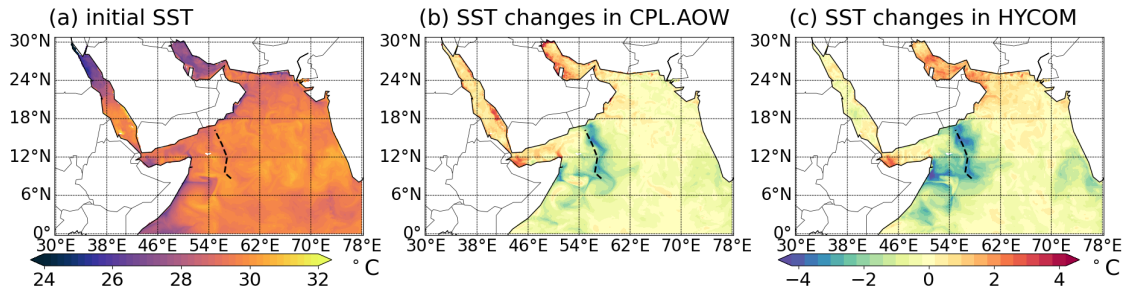 (a) initial SST
(b) SST changes in CPL.AOW
(c) SST changes in HYCOM
30°N
24°N
18°N
12°N
6°N
0°
30°E 38°E 46°E 54°E 62°E 70°E 78°E
30°N
24°N
18°N
12°N
6°N
0°
30°E 38°E 46°E 54°E 62°E 70°E 78°E
30°N
24°N
18°N
12°N
6°N
0°
30°E 38°E 46°E 54°E 62°E 70°E 78°E
24 26 28 30 32 °C
−4 −2 0 2 4 °C